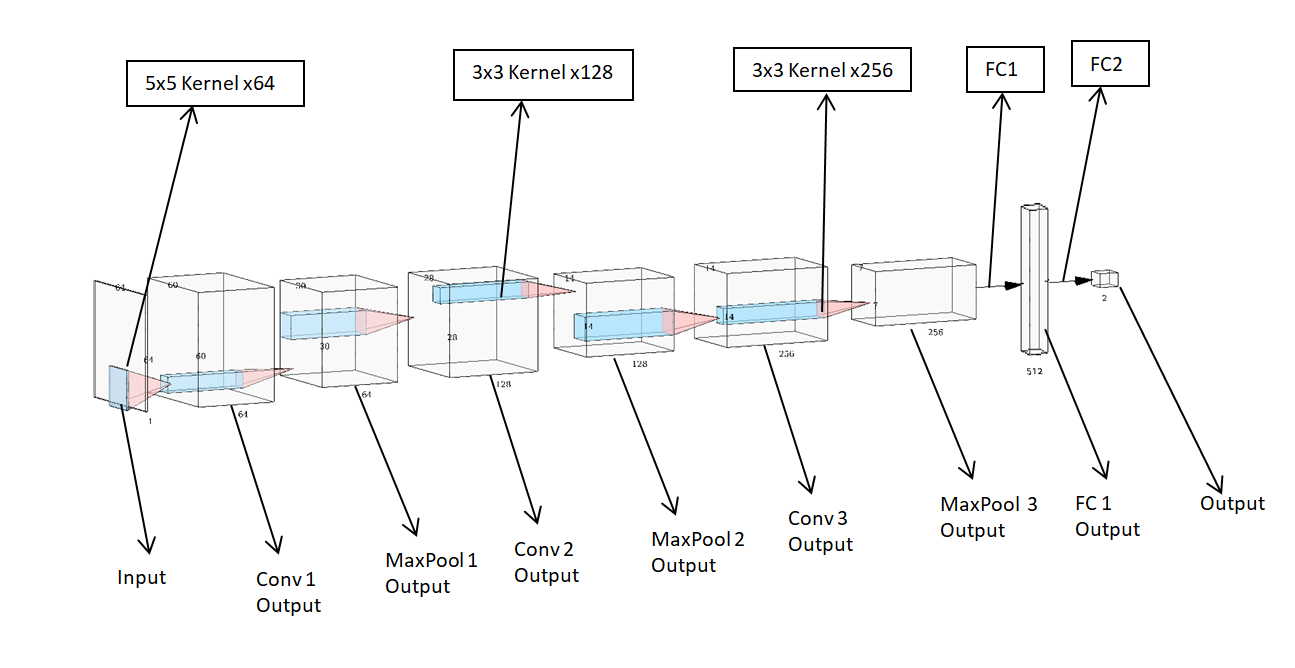 5x5 Kernel x64
3x3 Kernel x128
3x3 Kernel x256
FC1
FC2
64
64
1
60
60
64
30
30
64
28
28
128
14
14
128
14
14
256
7
7
256
512
2
Input
Conv 1
Output
MaxPool 1
Output
Conv 2
Output
MaxPool 2
Output
Conv 3
Output
MaxPool 3
Output
FC 1
Output
Output